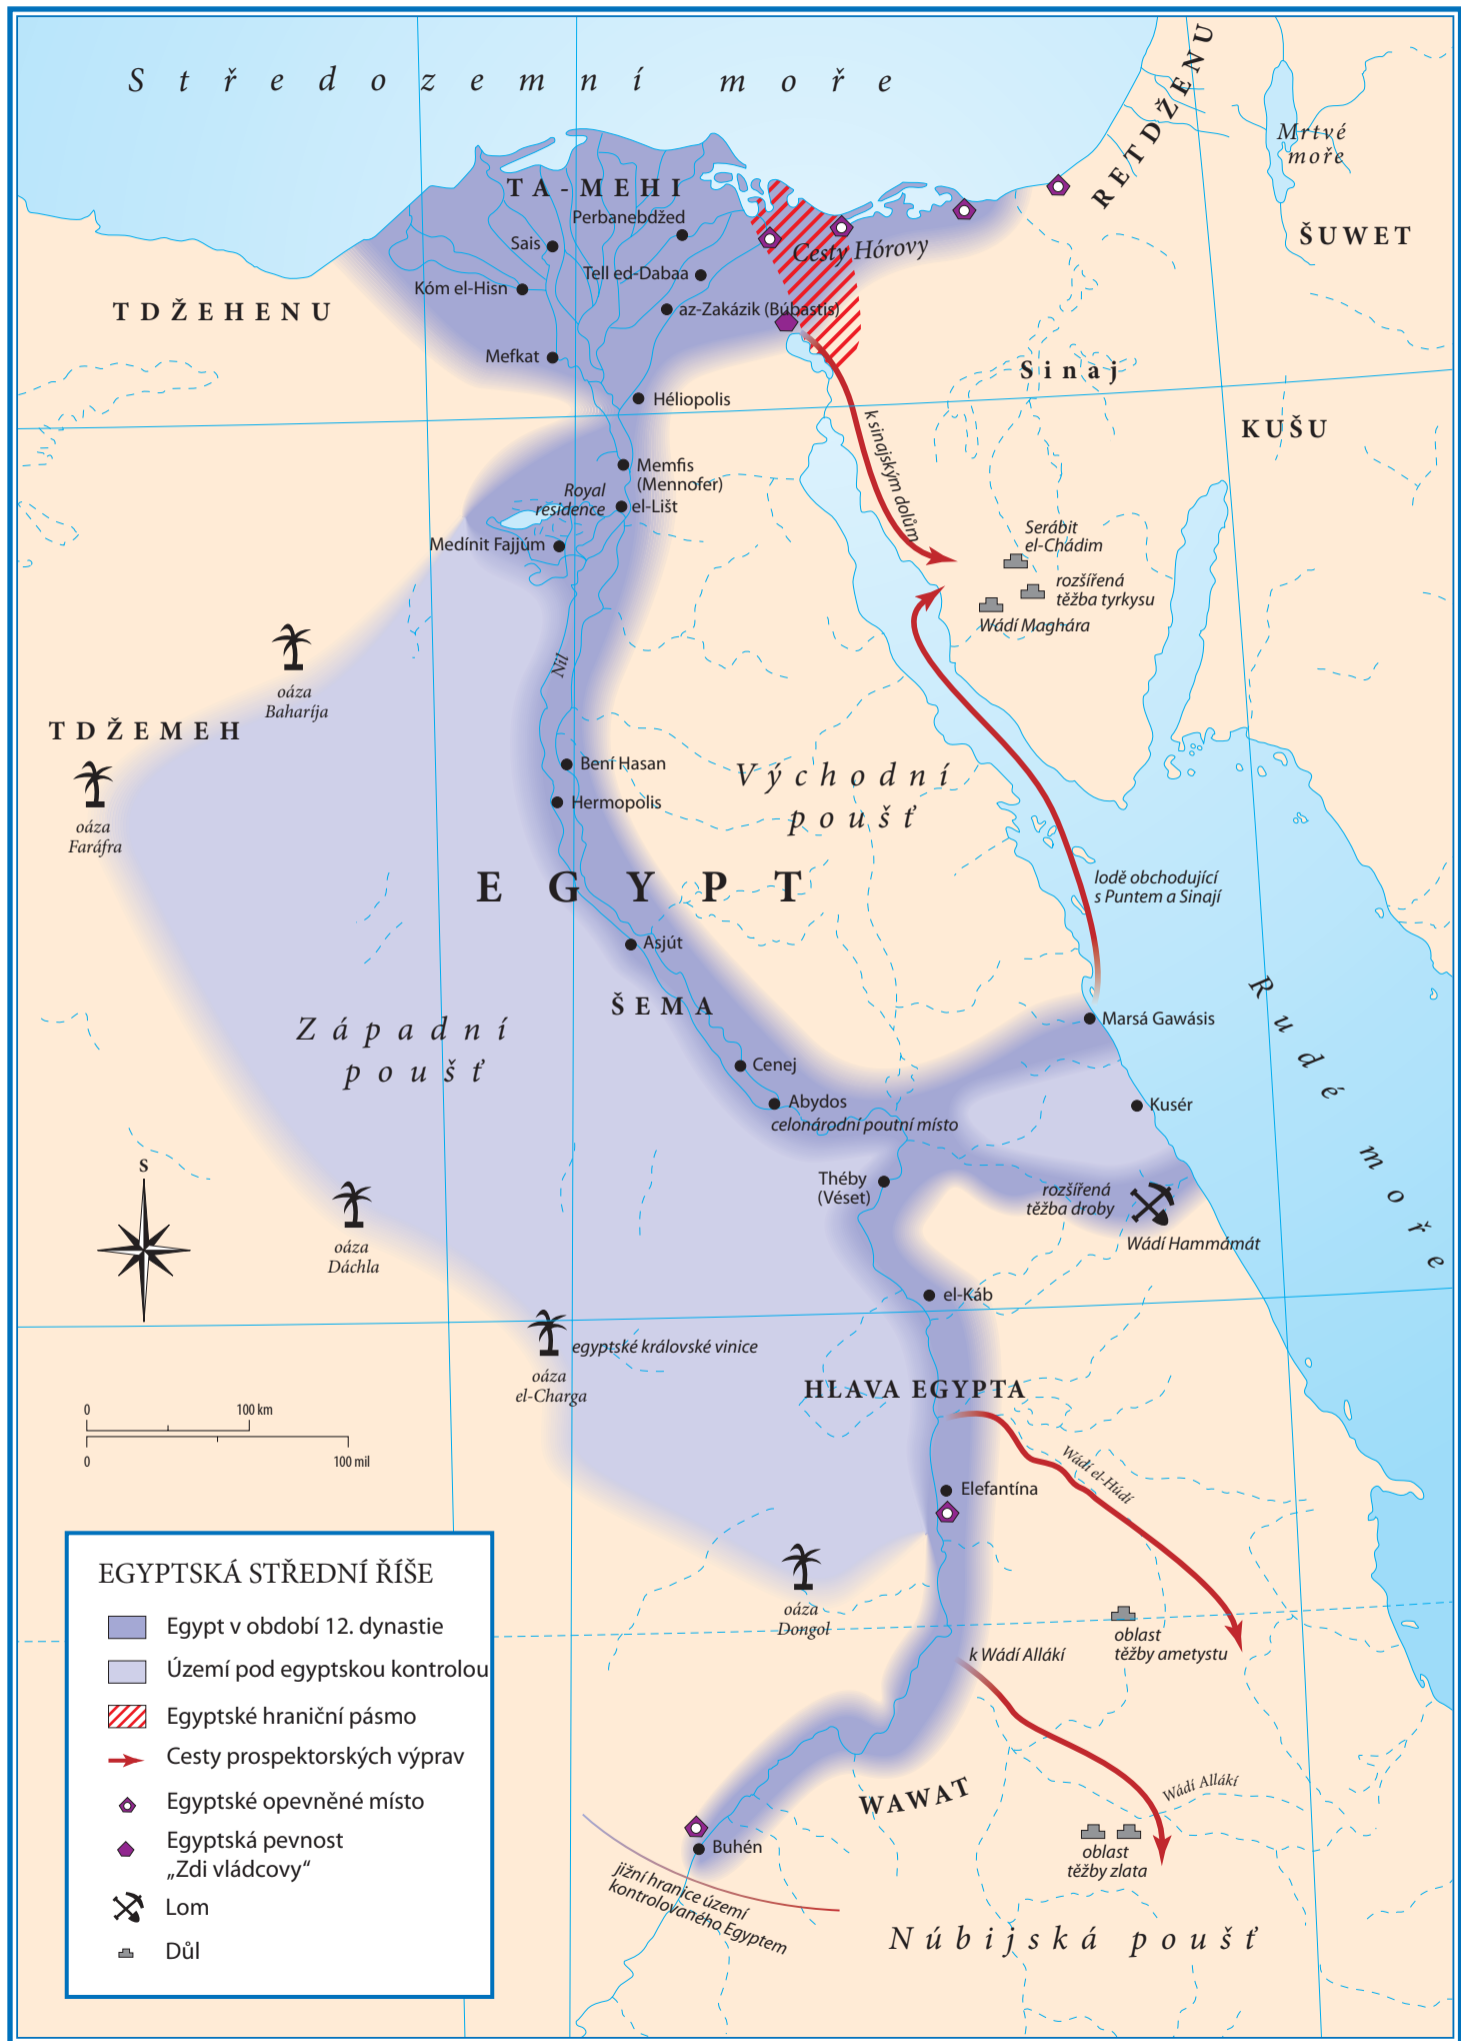 Středozemní moře
RETDŽENU
Mrtvé
moře
ŠUWET
TA-MEHI
Perbanebdžed
Sais
Cesty Hórovy
Tell ed-Dabaa
Kóm el-Hisn
az-Zakázik (Búbastis)
TDŽEHENU
Mefkat
Sinaj
Héliopolis
KUŠU
k sinajským dolům
Memfis
(Mennofer)
Royal
residence
el-Lišt
Medínit Fajjúm
Serábit
el-Chádim
rozšířená
těžba tyrkysu
Wádí Maghára
Nil
oáza
Baharíja
TDŽEMEH
oáza
Faráfra
Bení Hasan
Hermopolis
Východní
poušť
EGYPT
lodě obchodující
s Puntem a Sinají
Asjút
ŠEMA
Rudé moře
Západní
poušť
Marsá Gawásis
Cenej
Abydos
celonárodní poutní místo
Kusér
S
Théby
(Véset)
rozšířená
těžba droby
Wádí Hammámát
oáza
Dáchla
el-Káb
egyptské královské vinice
oáza
el-Charga
HLAVA EGYPTA
0 100 km
0 100 mil
Wádí el-Húdí
Elefantína
oáza
Dongol
oblast
těžby ametystu
k Wádí Allákí
WAWAT
Wádí Allákí
Buhén
oblast
těžby zlata
jižní hranice území
kontrolovaného Egyptem
Núbijská poušť
EGYPTSKÁ STŘEDNÍ ŘÍŠE
Egypt v období 12. dynastie
Území pod egyptskou kontrolou
Egyptské hraniční pásmo
Cesty prospektorských výprav
Egyptské opevněné místo
Egyptská pevnost
„Zdi vládcovy“
Lom
Důl